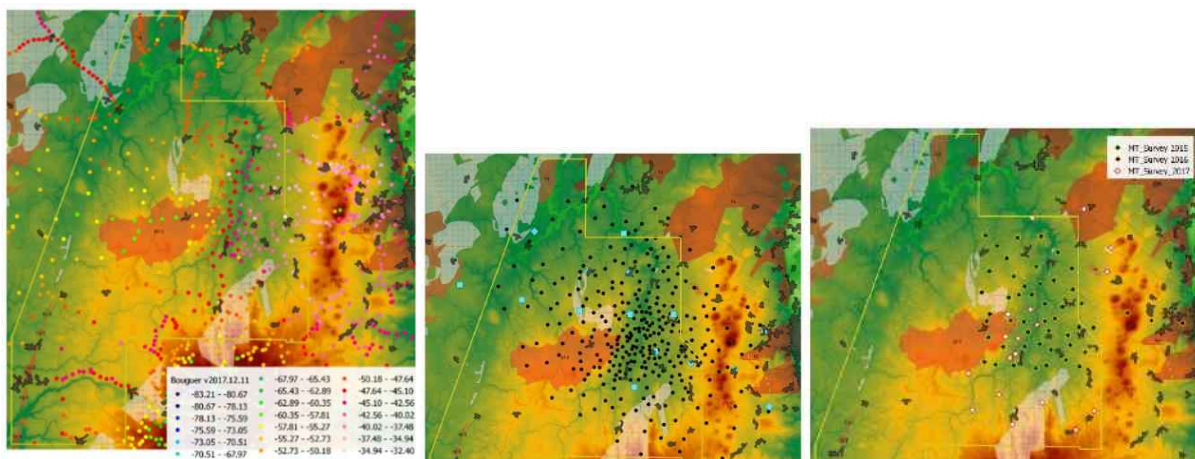 Bouguer v2017.12.11
-83.21 - -80.67
-80.67 - -78.13
-78.13 - -75.59
-75.59 - -73.05
-73.05 - -70.51
-70.51 - -67.97
-67.97 - -65.43
-65.43 - -62.89
-62.89 - -60.35
-60.35 - -57.81
-57.81 - -55.27
-55.27 - -52.73
-52.73 - -50.18
-50.18 - -47.64
-47.64 - -45.10
-45.10 - -42.56
-42.56 - -40.02
-40.02 - -37.48
-37.48 - -34.94
-34.94 - -32.40
MT_Survey 2015
MT_Survey 2016
MT_Survey_2017